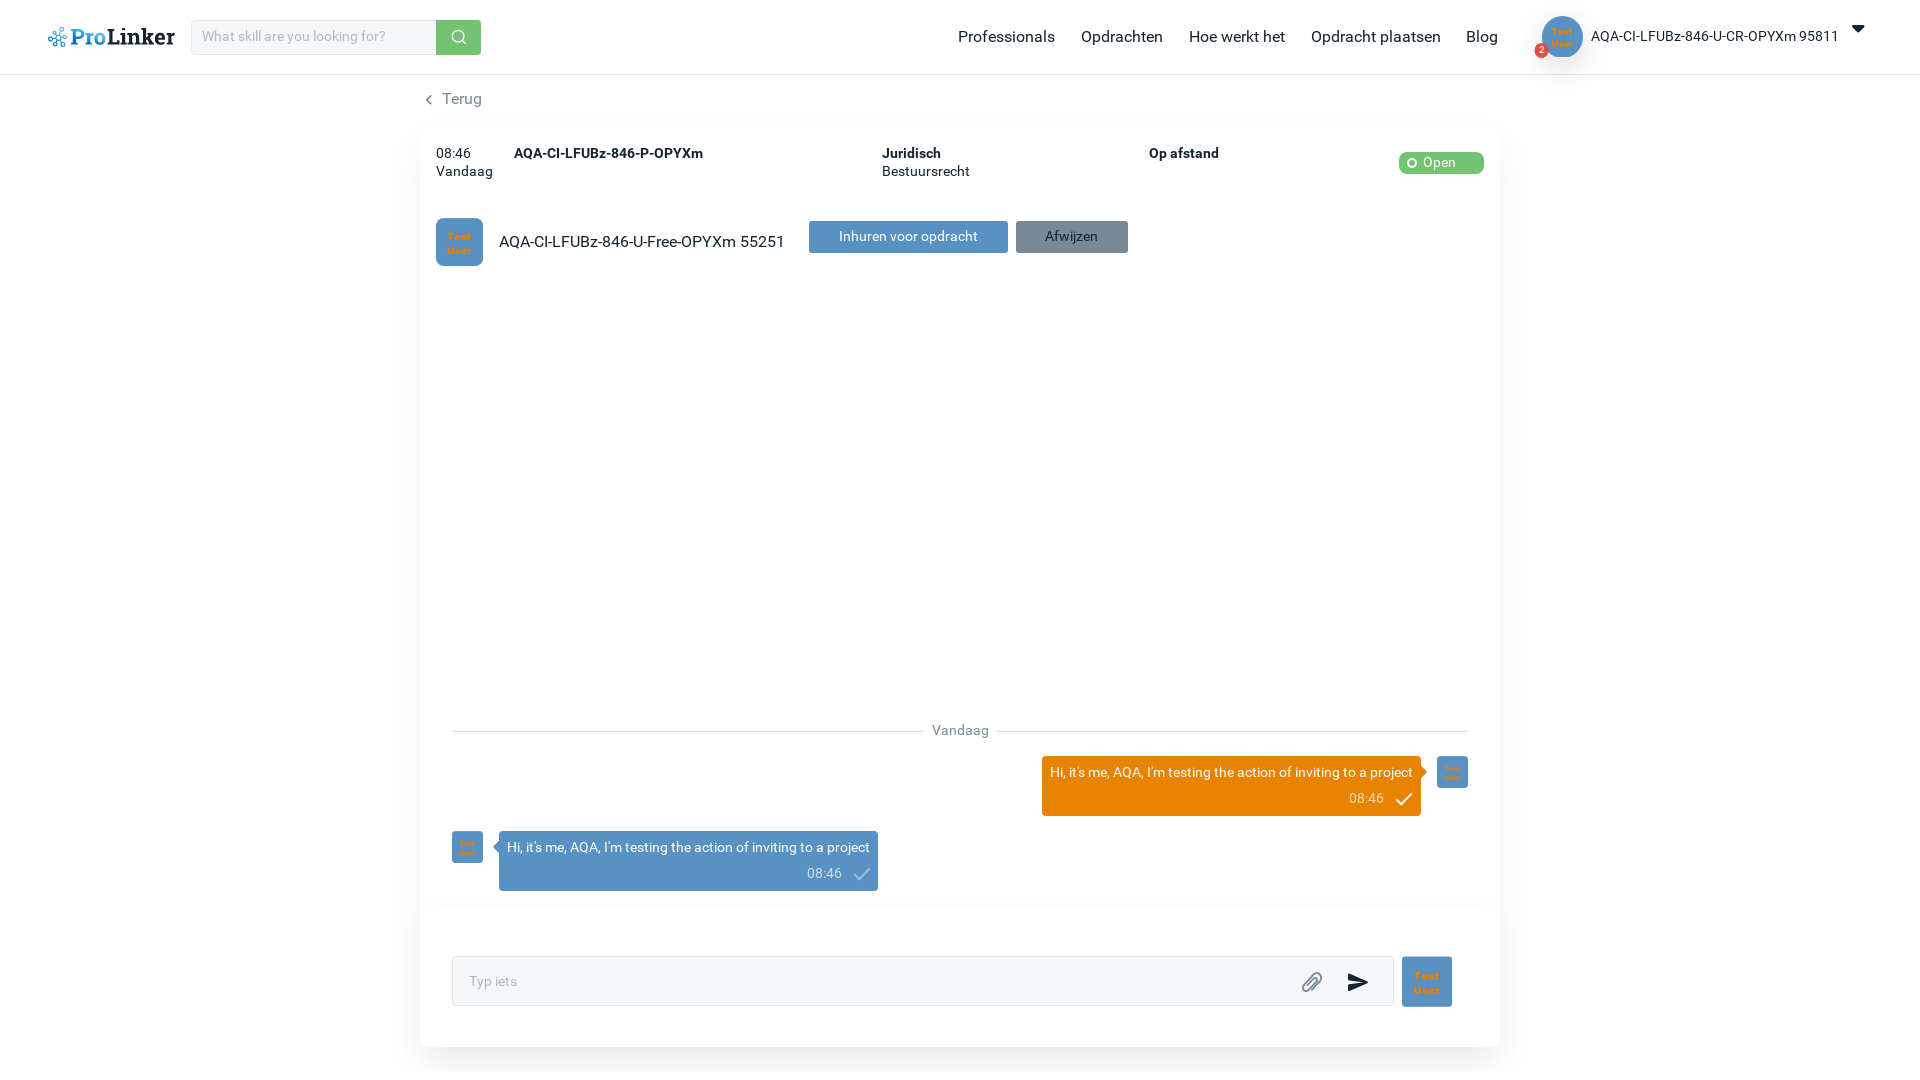 ProLinker
What skill are you looking for?
Professionals
Opdrachten
Hoe werkt het
Opdracht plaatsen
Blog
Test
User
2
AQA-CI-LFUBz-846-U-CR-OPYXm 95811
Terug
08:46
Vandaag
AQA-CI-LFUBz-846-P-OPYXm
Juridisch
Bestuursrecht
Op afstand
Open
Test
User
AQA-CI-LFUBz-846-U-Free-OPYXm 55251
Inhuren voor opdracht
Afwijzen
Vandaag
Hi, it's me, AQA, I'm testing the action of inviting to a project
08:46
Test
User
Test
User
Hi, it's me, AQA, I'm testing the action of inviting to a project
08:46
Typ iets
Test
User